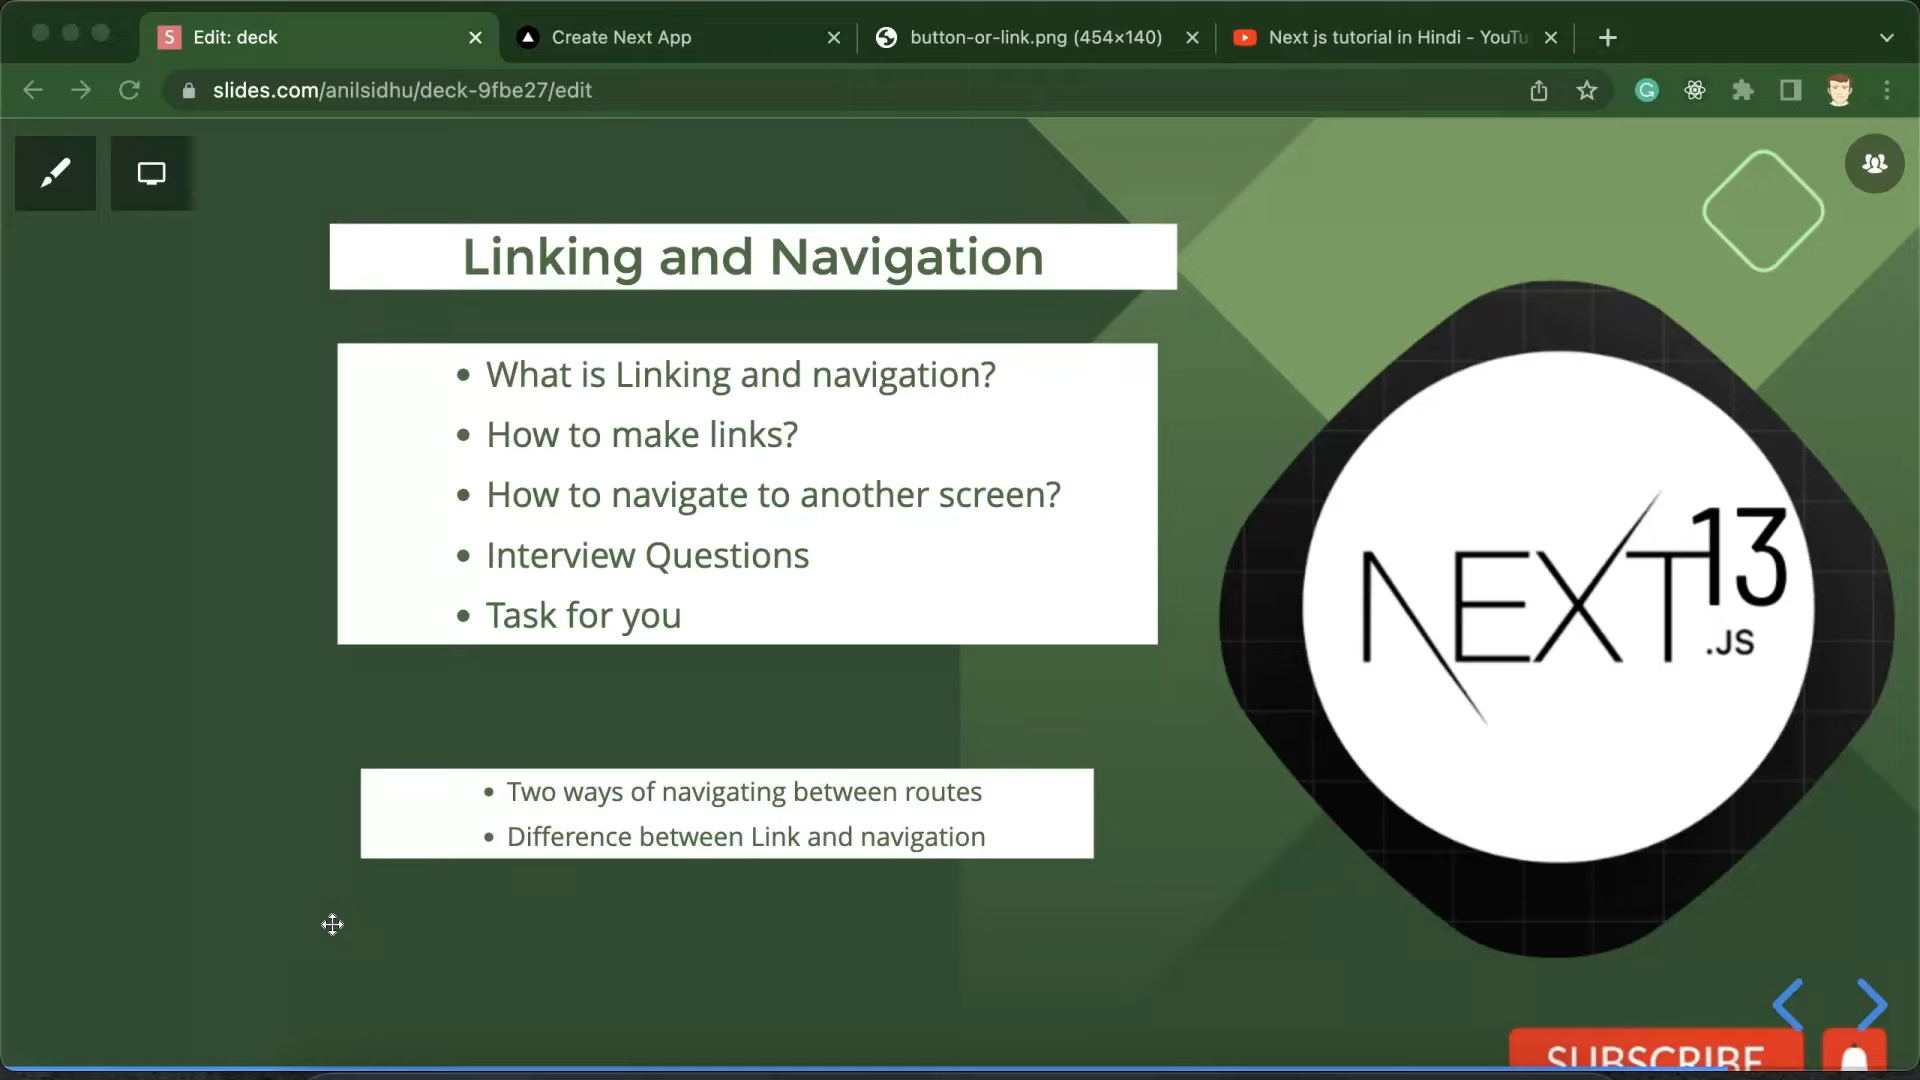 S Edit: deck
Create Next App
button-or-link.png (454×140)
Next js tutorial in Hindi - YouTu
slides.com/anilsidhu/deck-9fbe27/edit
Linking and Navigation
• What is Linking and navigation?
• How to make links?
• How to navigate to another screen?
• Interview Questions
• Task for you
NEXT13
.JS
• Two ways of navigating between routes
• Difference between Link and navigation
SUBSCRIBE